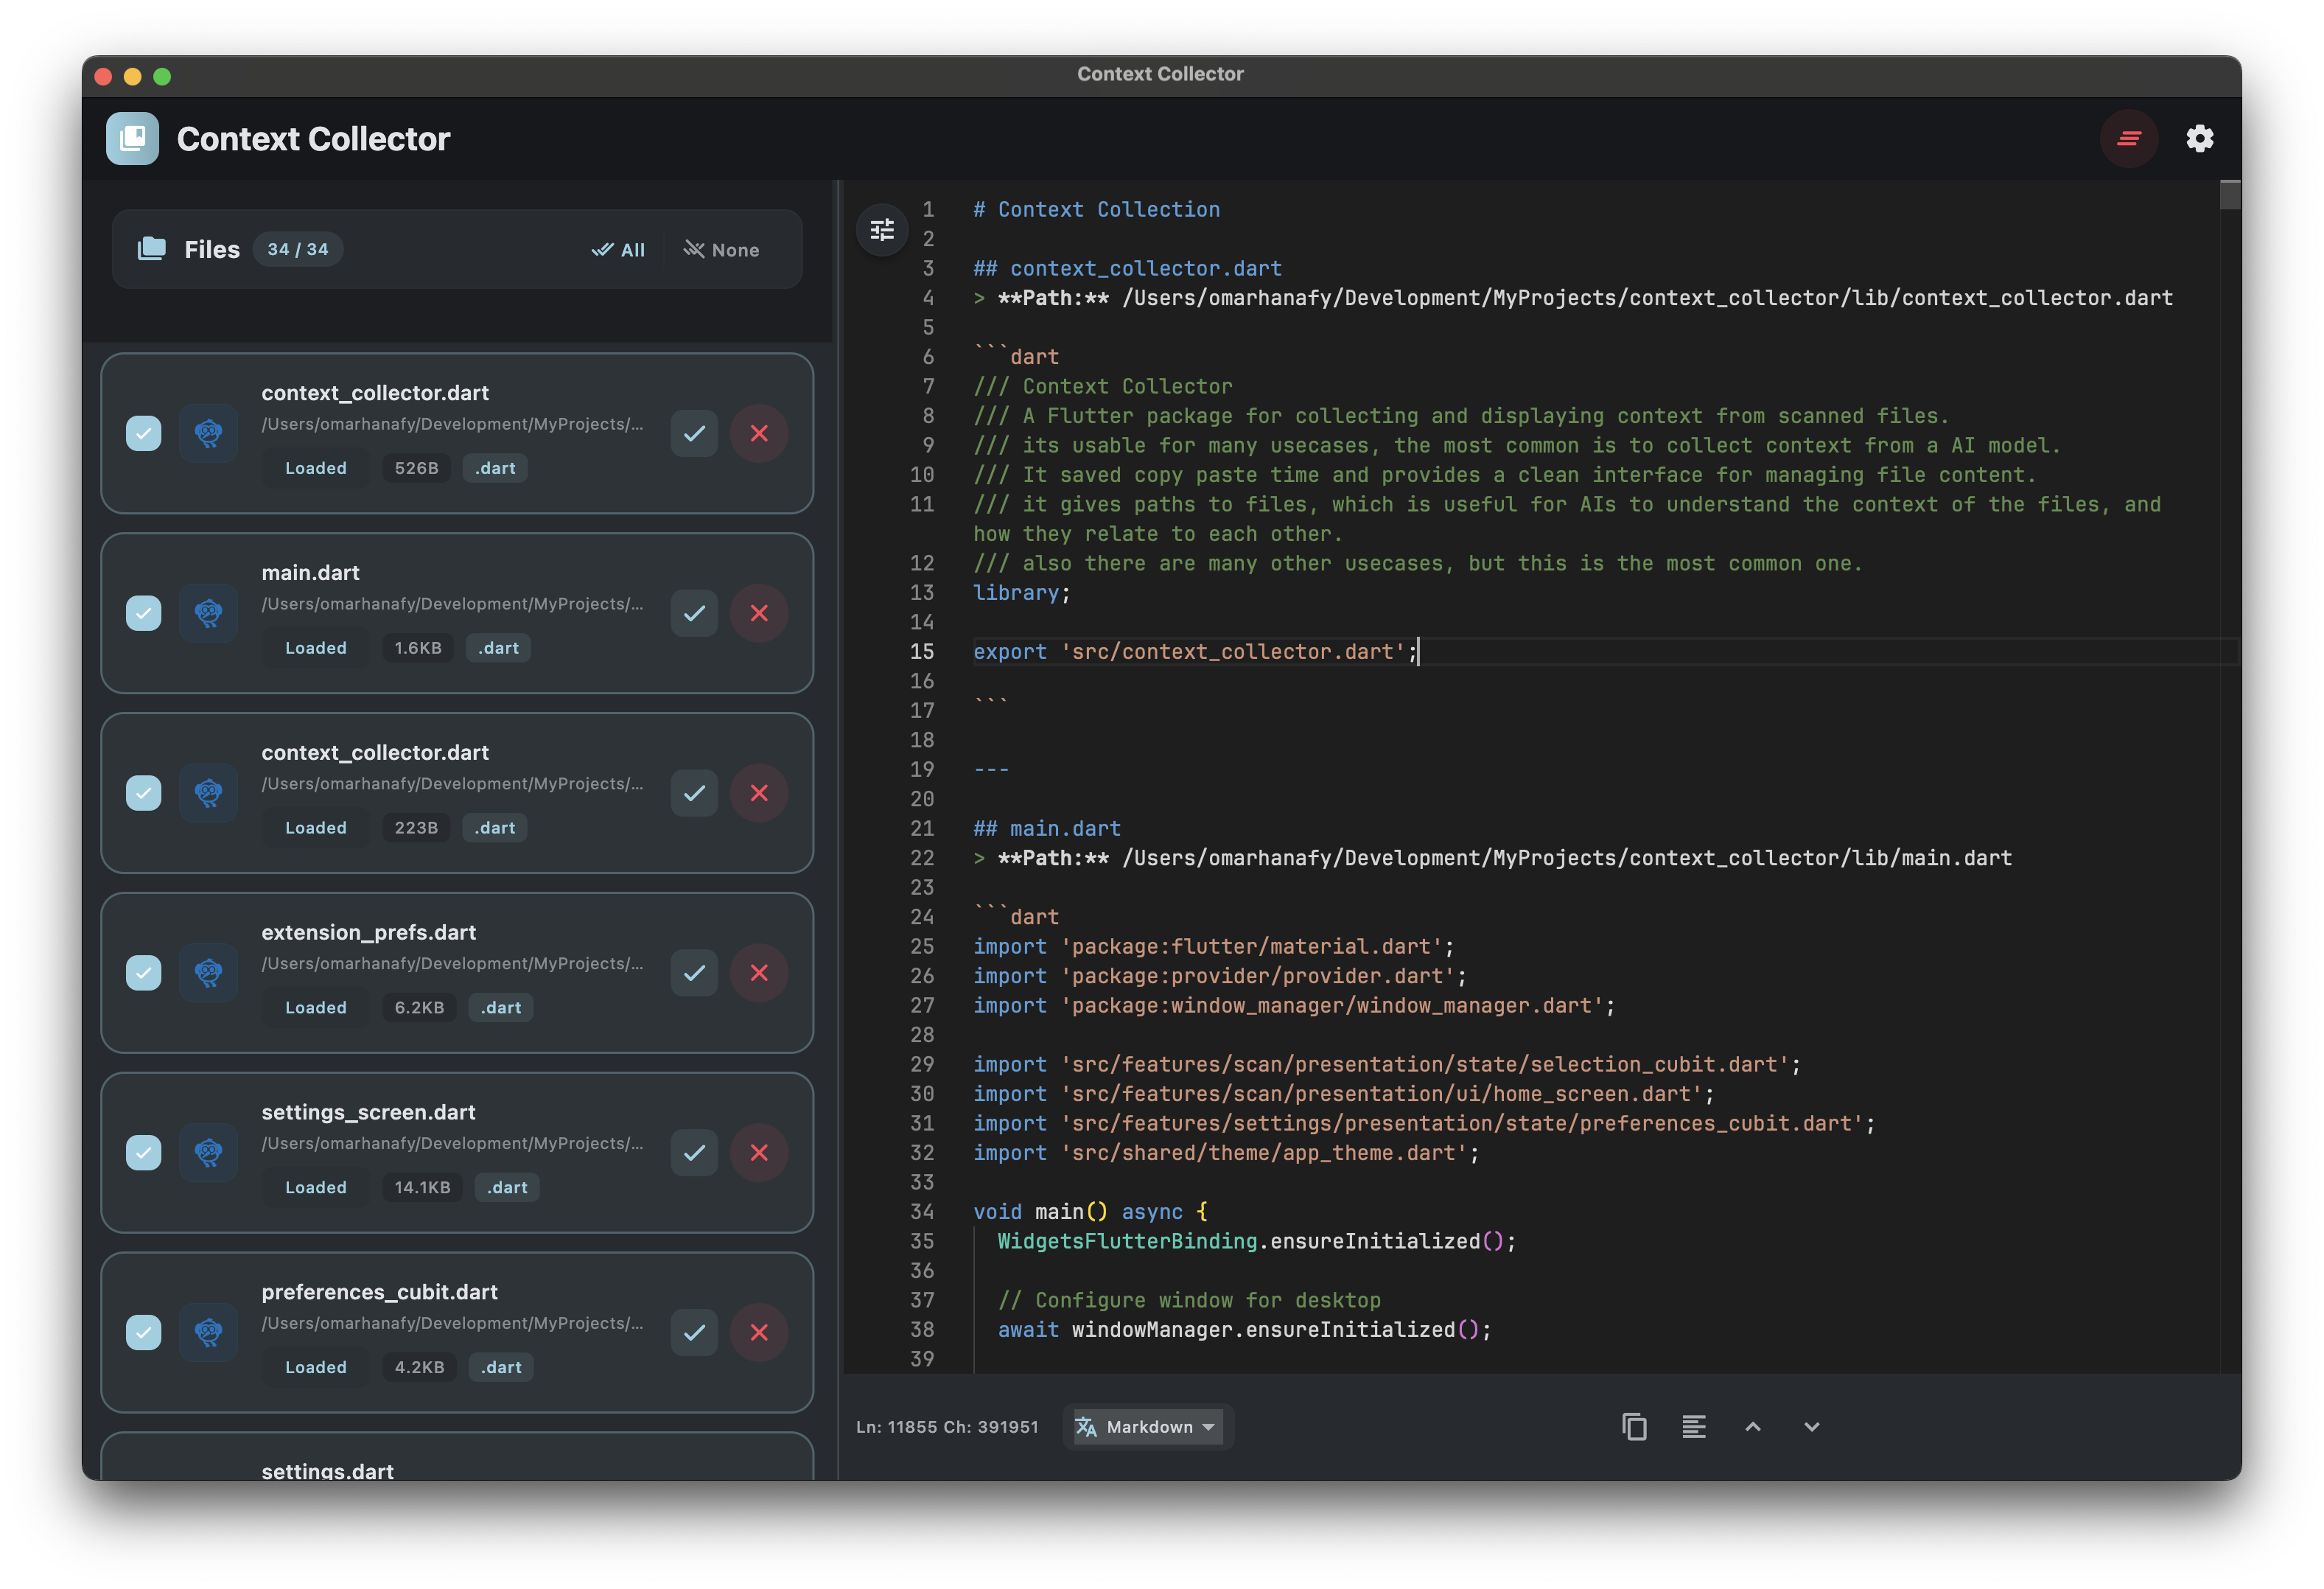 Context Collector
Context Collector
Files 34 / 34 All None
context_collector.dart
/Users/omarhanafy/Development/MyProjects/...
Loaded 526B .dart
main.dart
/Users/omarhanafy/Development/MyProjects/...
Loaded 1.6KB .dart
context_collector.dart
/Users/omarhanafy/Development/MyProjects/...
Loaded 223B .dart
extension_prefs.dart
/Users/omarhanafy/Development/MyProjects/...
Loaded 6.2KB .dart
settings_screen.dart
/Users/omarhanafy/Development/MyProjects/...
Loaded 14.1KB .dart
preferences_cubit.dart
/Users/omarhanafy/Development/MyProjects/...
Loaded 4.2KB .dart
settings.dart
1 # Context Collection
2
3 ## context_collector.dart
4 > **Path:** /Users/omarhanafy/Development/MyProjects/context_collector/lib/context_collector.dart
5
6 ```dart
7 /// Context Collector
8 /// A Flutter package for collecting and displaying context from scanned files.
9 /// its usable for many usecases, the most common is to collect context from a AI model.
10 /// It saved copy paste time and provides a clean interface for managing file content.
11 /// it gives paths to files, which is useful for AIs to understand the context of the files, and
how they relate to each other.
12 /// also there are many other usecases, but this is the most common one.
13 library;
14
15 export 'src/context_collector.dart';
16
17 ```
18
19 ---
20
21 ## main.dart
22 > **Path:** /Users/omarhanafy/Development/MyProjects/context_collector/lib/main.dart
23
24 ```dart
25 import 'package:flutter/material.dart';
26 import 'package:provider/provider.dart';
27 import 'package:window_manager/window_manager.dart';
28
29 import 'src/features/scan/presentation/state/selection_cubit.dart';
30 import 'src/features/scan/presentation/ui/home_screen.dart';
31 import 'src/features/settings/presentation/state/preferences_cubit.dart';
32 import 'src/shared/theme/app_theme.dart';
33
34 void main() async {
35 WidgetsFlutterBinding.ensureInitialized();
36
37 // Configure window for desktop
38 await windowManager.ensureInitialized();
39
Ln: 11855 Ch: 391951 Markdown